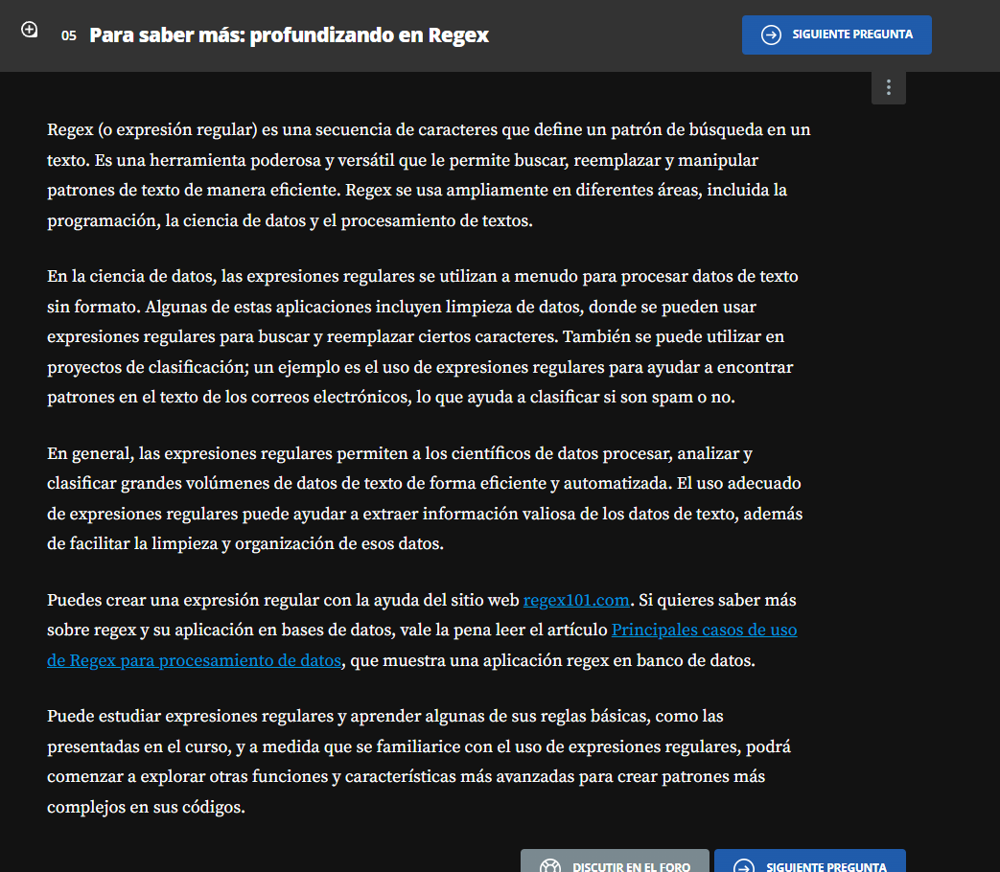 05 Para saber más: profundizando en Regex
SIGUIENTE PREGUNTA
Regex (o expresión regular) es una secuencia de caracteres que define un patrón de búsqueda en un
texto. Es una herramienta poderosa y versátil que le permite buscar, reemplazar y manipular
patrones de texto de manera eficiente. Regex se usa ampliamente en diferentes áreas, incluida la
programación, la ciencia de datos y el procesamiento de textos.
En la ciencia de datos, las expresiones regulares se utilizan a menudo para procesar datos de texto
sin formato. Algunas de estas aplicaciones incluyen limpieza de datos, donde se pueden usar
expresiones regulares para buscar y reemplazar ciertos caracteres. También se puede utilizar en
proyectos de clasificación; un ejemplo es el uso de expresiones regulares para ayudar a encontrar
patrones en el texto de los correos electrónicos, lo que ayuda a clasificar si son spam o no.
En general, las expresiones regulares permiten a los científicos de datos procesar, analizar y
clasificar grandes volúmenes de datos de texto de forma eficiente y automatizada. El uso adecuado
de expresiones regulares puede ayudar a extraer información valiosa de los datos de texto, además
de facilitar la limpieza y organización de esos datos.
Puedes crear una expresión regular con la ayuda del sitio web regex101.com. Si quieres saber más
sobre regex y su aplicación en bases de datos, vale la pena leer el artículo Principales casos de uso
de Regex para procesamiento de datos, que muestra una aplicación regex en banco de datos.
Puede estudiar expresiones regulares y aprender algunas de sus reglas básicas, como las
presentadas en el curso, y a medida que se familiarice con el uso de expresiones regulares, podrá
comenzar a explorar otras funciones y características más avanzadas para crear patrones más
complejos en sus códigos.
DISCUTIR EN EL FORO
SIGUIENTE PREGUNTA